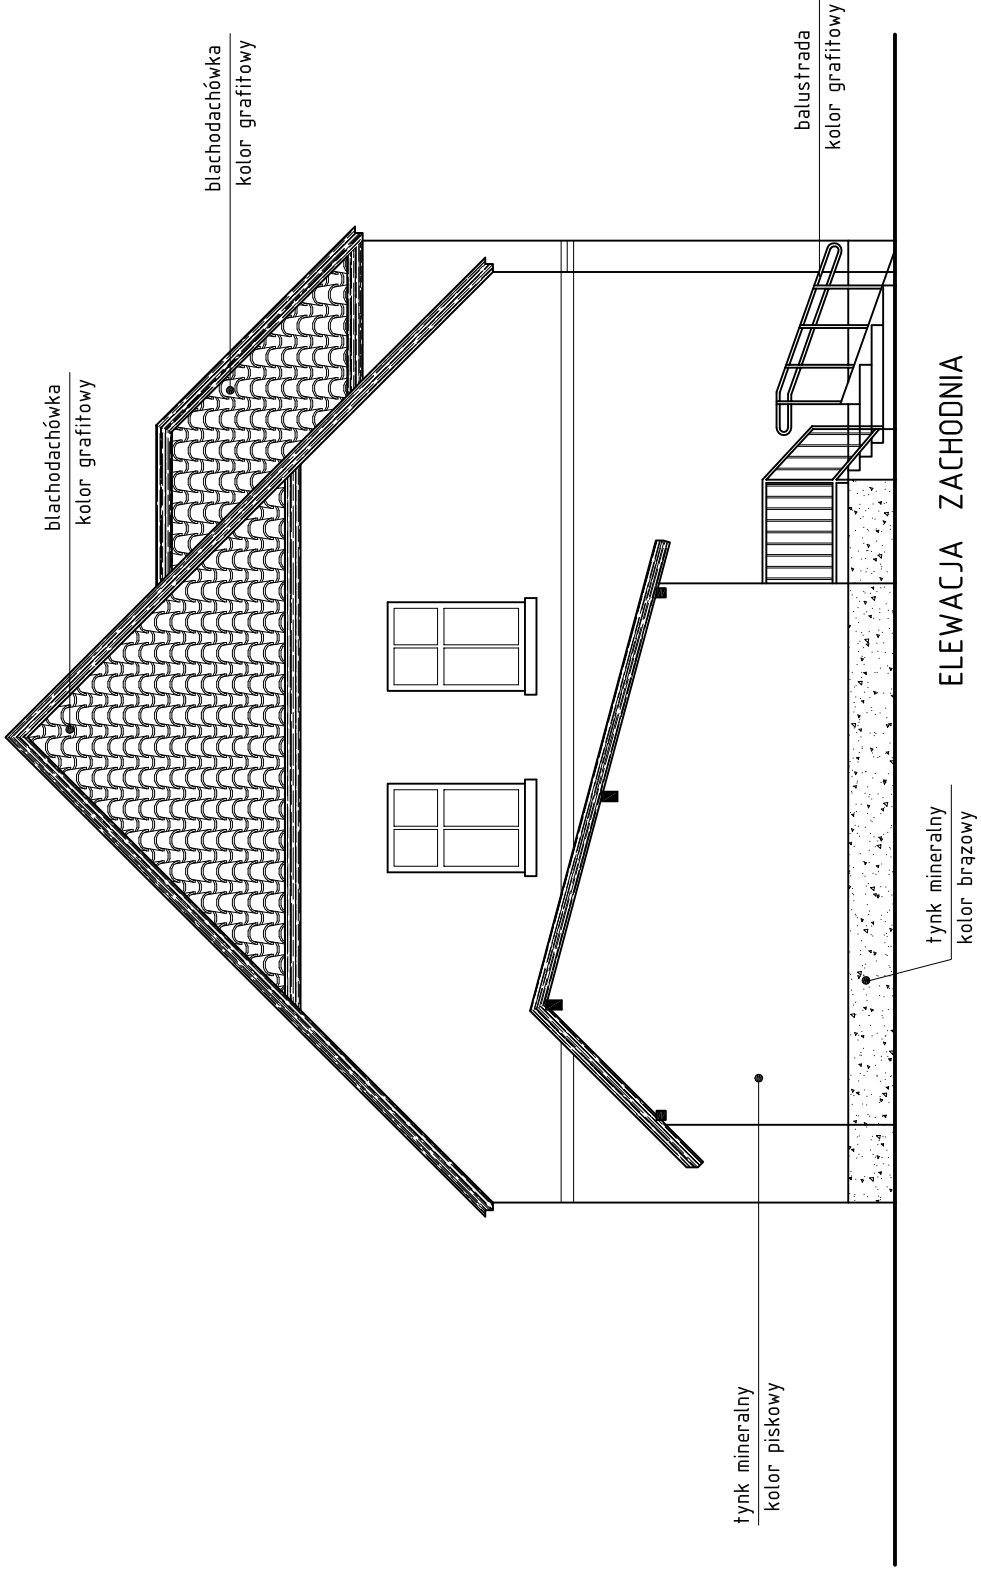 blachodachówka
kolor grafitowy
blachodachówka
kolor grafitowy
tynk mineralny
kolor piskowy
balustrada
kolor grafitowy
tynk mineralny
kolor brązowy
ELEWACJA ZACHODNIA